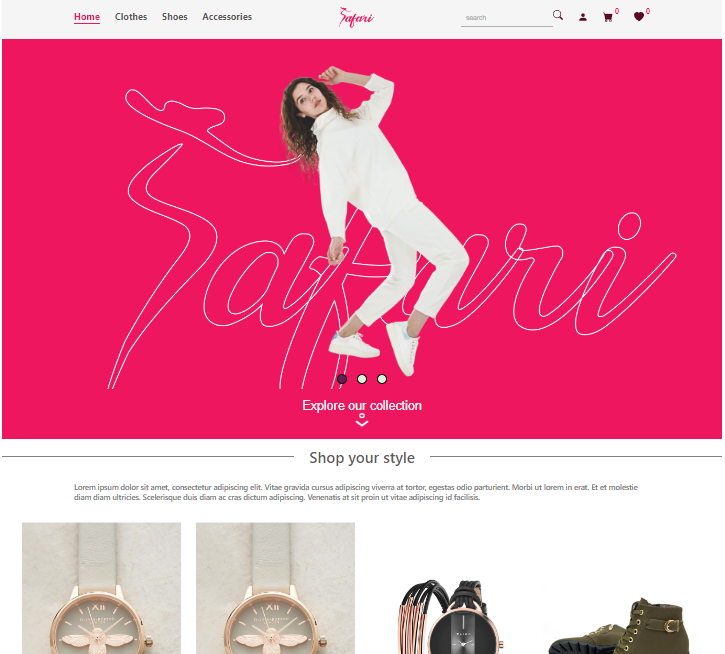 Home Clothes Shoes Accessories Safari search 0 0
Safari
Explore our collection
Shop your style
Lorem ipsum dolor sit amet, consectetur adipiscing elit. Vitae gravida cursus adipiscing viverra at tortor, egestas odio parturient. Morbi ut lorem in erat. Et et molestie
diam diam ultricies. Scelerisque duis diam ac cras dictum adipiscing. Venenatis at sit proin ut vitae adipiscing id facilisis.
XII XII